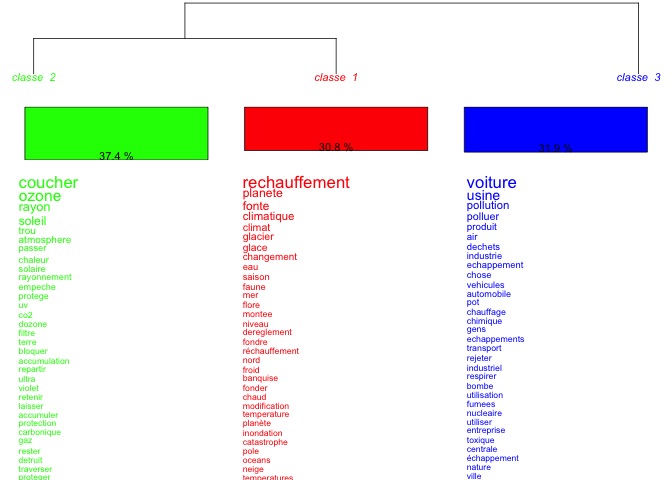 classe 2
classe 1
classe 3
37.4 %
30.8 %
31.9 %
coucher
ozone
rayon
soleil
trou
atmosphere
passer
chaleur
solaire
rayonnement
empeche
protege
uv
co2
dozone
filtre
terre
bloquer
accumulation
repartir
ultra
violet
retenir
laisser
accumuler
protection
carbonique
gaz
rester
detruit
traverser
proteger
rechauffement
planete
fonte
climatique
climat
glacier
glace
changement
eau
saison
faune
mer
flore
montee
niveau
dereglement
fondre
réchauffement
nord
froid
banquise
fonder
chaud
modification
temperature
planète
inondation
catastrophe
pole
oceans
neige
temperatures
voiture
usine
pollution
polluer
produit
air
dechets
industrie
echappement
chose
vehicules
automobile
pot
chauffage
chimique
gens
echappements
transport
rejeter
industriel
respirer
bombe
utilisation
fumees
nucleaire
utiliser
entreprise
toxique
centrale
échappement
nature
ville